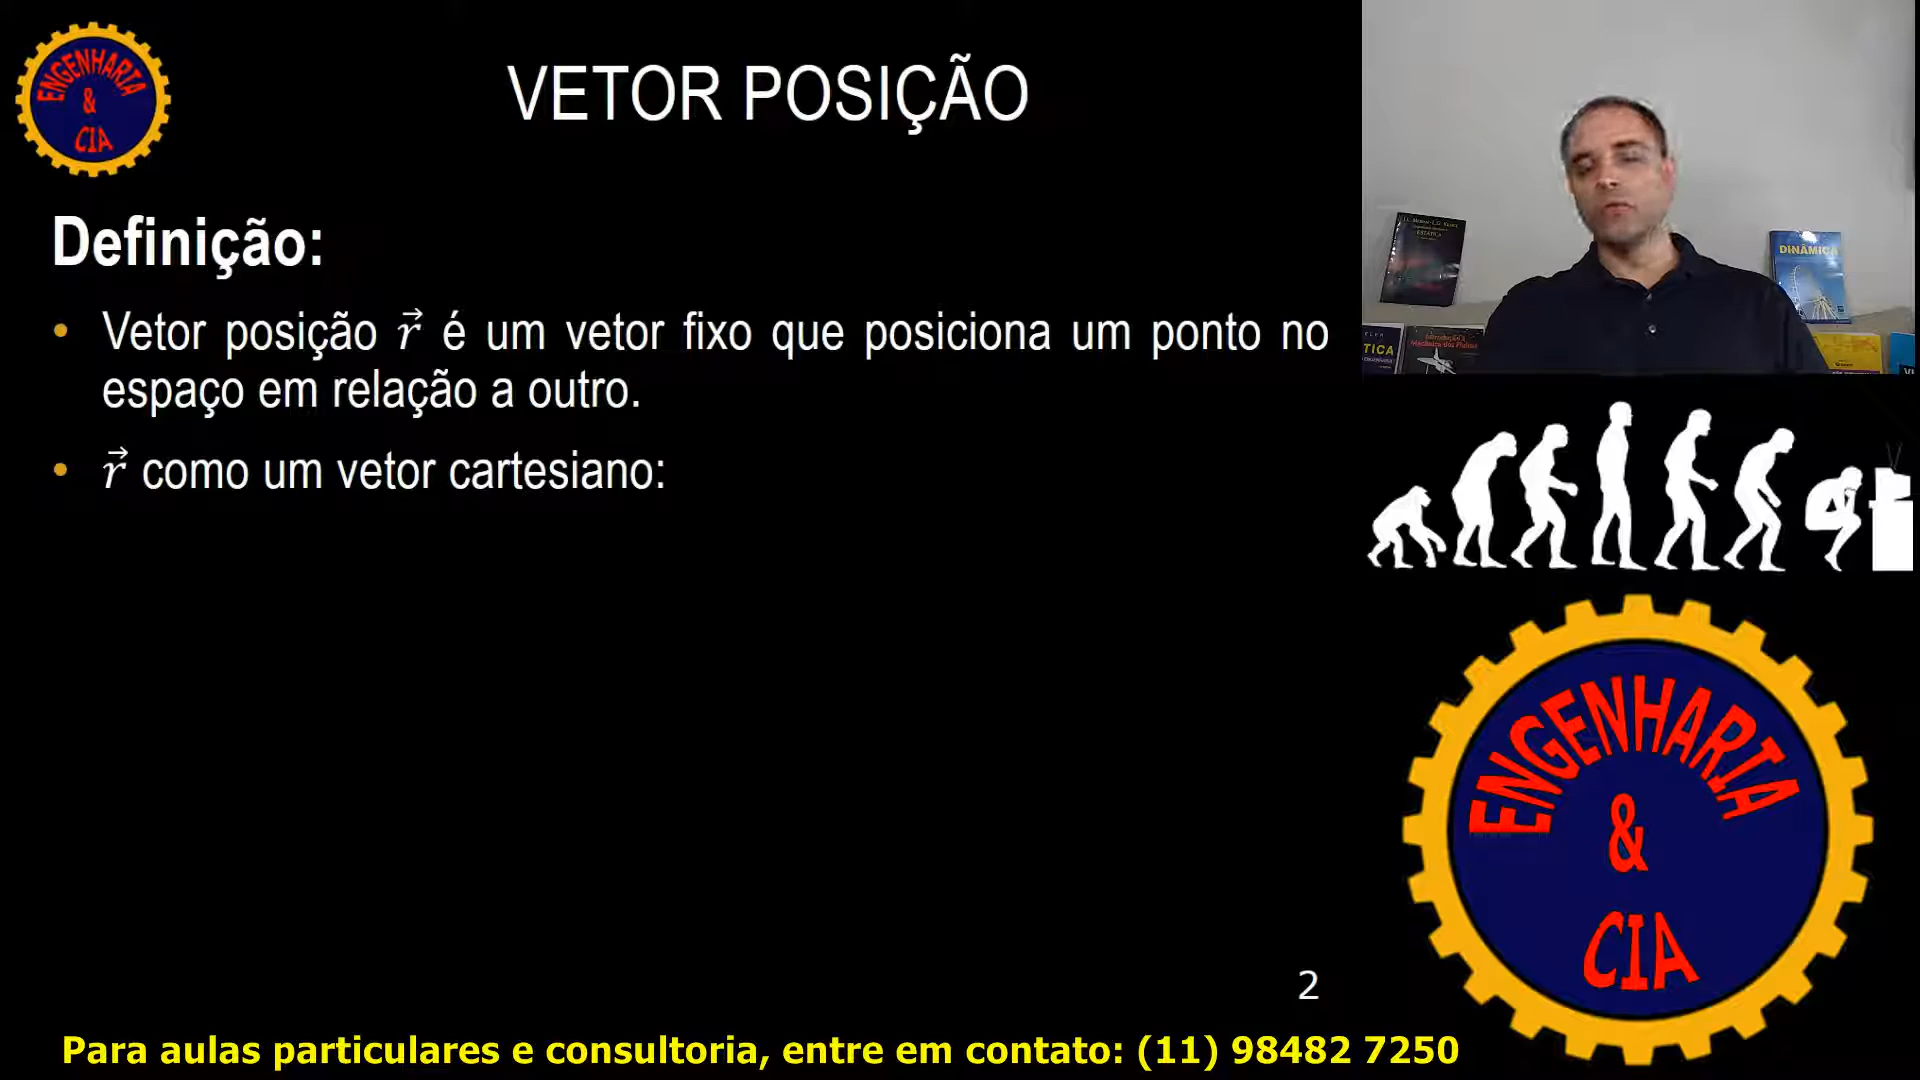 ENGENHARIA
&
CIA
VETOR POSIÇÃO
Definição:
• Vetor posição r⃗ é um vetor fixo que posiciona um ponto no
espaço em relação a outro.
• r⃗ como um vetor cartesiano:
ESTÁTICA
DINÂMICA
TICA
ENGENHARIA
&
CIA
2
Para aulas particulares e consultoria, entre em contato: (11) 98482 7250